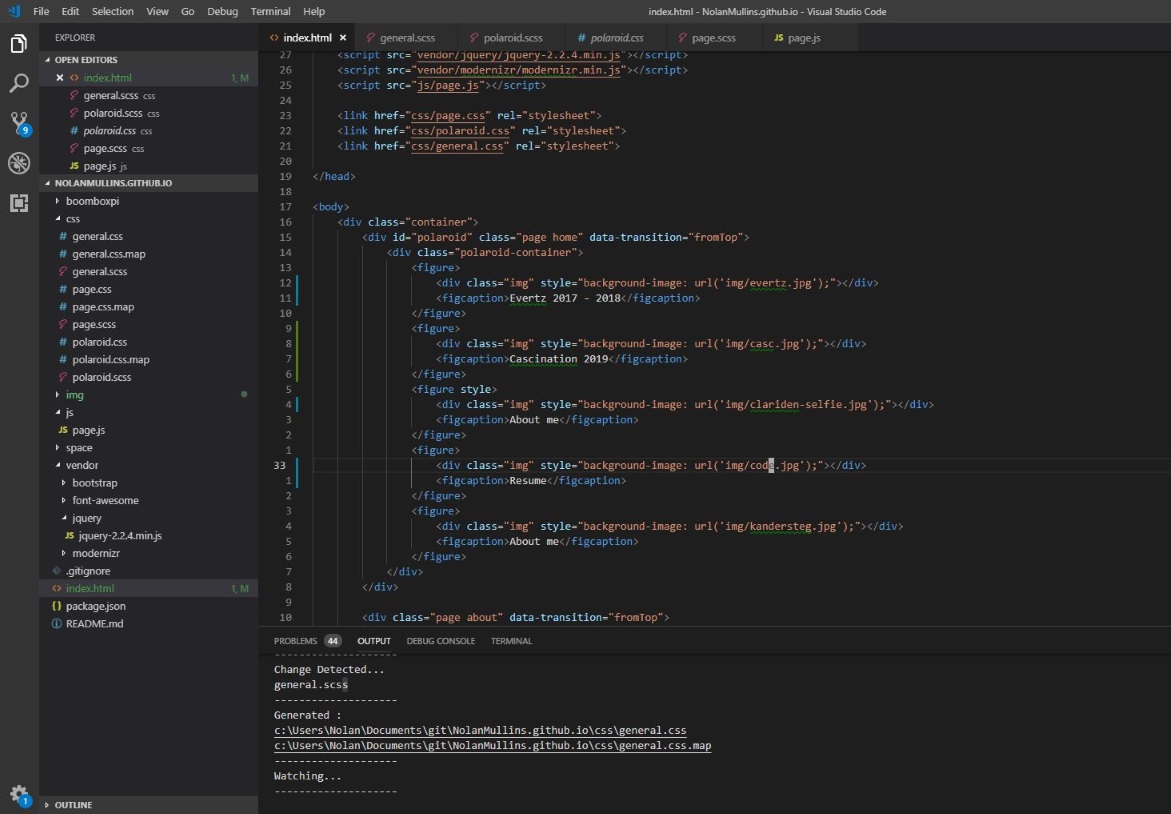 File Edit Selection View Go Debug Terminal Help index.html - NolanMullins.github.io - Visual Studio Code
EXPLORER
OPEN EDITORS
× <> index.html 1, M
general.scss css
polaroid.scss css
# polaroid.css css
page.scss css
JS page.js js
NOLANMULLINS.GITHUB.IO
boomboxpi
css
# general.css
# general.css.map
general.scss
# page.css
# page.css.map
page.scss
# polaroid.css
# polaroid.css.map
polaroid.scss
img
js
JS page.js
space
vendor
bootstrap
font-awesome
jquery
JS jquery-2.2.4.min.js
modernizr
.gitignore
<> index.html 1, M
{} package.json
README.md
OUTLINE
9
1
<> index.html × general.scss polaroid.scss # polaroid.css page.scss JS page.js
27 <script src="vendor/jquery/jquery-2.2.4.min.js"></script>
26 <script src="vendor/modernizr/modernizr.min.js"></script>
25 <script src="js/page.js"></script>
24
23 <link href="css/page.css" rel="stylesheet">
22 <link href="css/polaroid.css" rel="stylesheet">
21 <link href="css/general.css" rel="stylesheet">
20
19 </head>
18
17 <body>
16 <div class="container">
15 <div id="polaroid" class="page home" data-transition="fromTop">
14 <div class="polaroid-container">
13 <figure>
12 <div class="img" style="background-image: url('img/evertz.jpg');"></div>
11 <figcaption>Evertz 2017 - 2018</figcaption>
10 </figure>
9 <figure>
8 <div class="img" style="background-image: url('img/casc.jpg');"></div>
7 <figcaption>Cascination 2019</figcaption>
6 </figure>
5 <figure style>
4 <div class="img" style="background-image: url('img/clariden-selfie.jpg');"></div>
3 <figcaption>About me</figcaption>
2 </figure>
1 <figure>
33 <div class="img" style="background-image: url('img/code.jpg');"></div>
1 <figcaption>Resume</figcaption>
2 </figure>
3 <figure>
4 <div class="img" style="background-image: url('img/kandersteg.jpg');"></div>
5 <figcaption>About me</figcaption>
6 </figure>
7 </div>
8 </div>
9
10 <div class="page about" data-transition="fromTop">
PROBLEMS 44 OUTPUT DEBUG CONSOLE TERMINAL
--------------------
Change Detected...
general.scss
--------------------
Generated :
c:\Users\Nolan\Documents\git\NolanMullins.github.io\css\general.css
c:\Users\Nolan\Documents\git\NolanMullins.github.io\css\general.css.map
--------------------
Watching...
--------------------